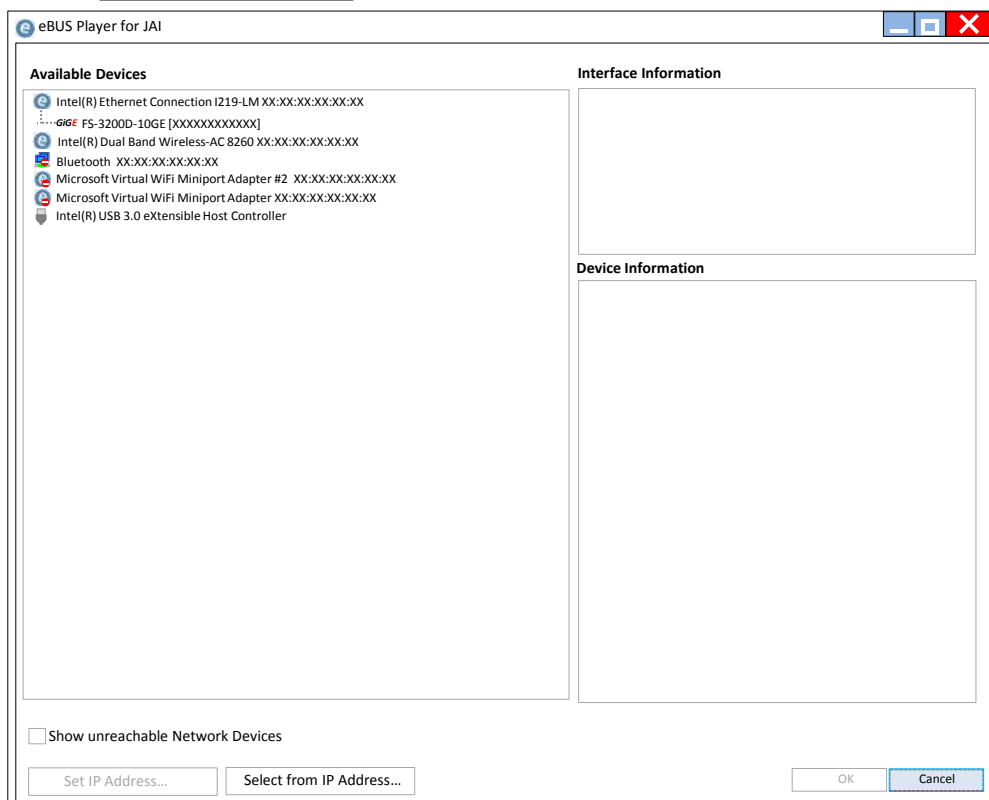 eBUS Player for JAI
Available Devices
Intel(R) Ethernet Connection I219-LM XX:XX:XX:XX:XX:XX
GiGE FS-3200D-10GE [XXXXXXXXXXXX]
Intel(R) Dual Band Wireless-AC 8260 XX:XX:XX:XX:XX:XX
Bluetooth XX:XX:XX:XX:XX:XX
Microsoft Virtual WiFi Miniport Adapter #2 XX:XX:XX:XX:XX:XX
Microsoft Virtual WiFi Miniport Adapter XX:XX:XX:XX:XX:XX
Intel(R) USB 3.0 eXtensible Host Controller
Interface Information
Device Information
Show unreachable Network Devices
Set IP Address...
Select from IP Address...
OK
Cancel